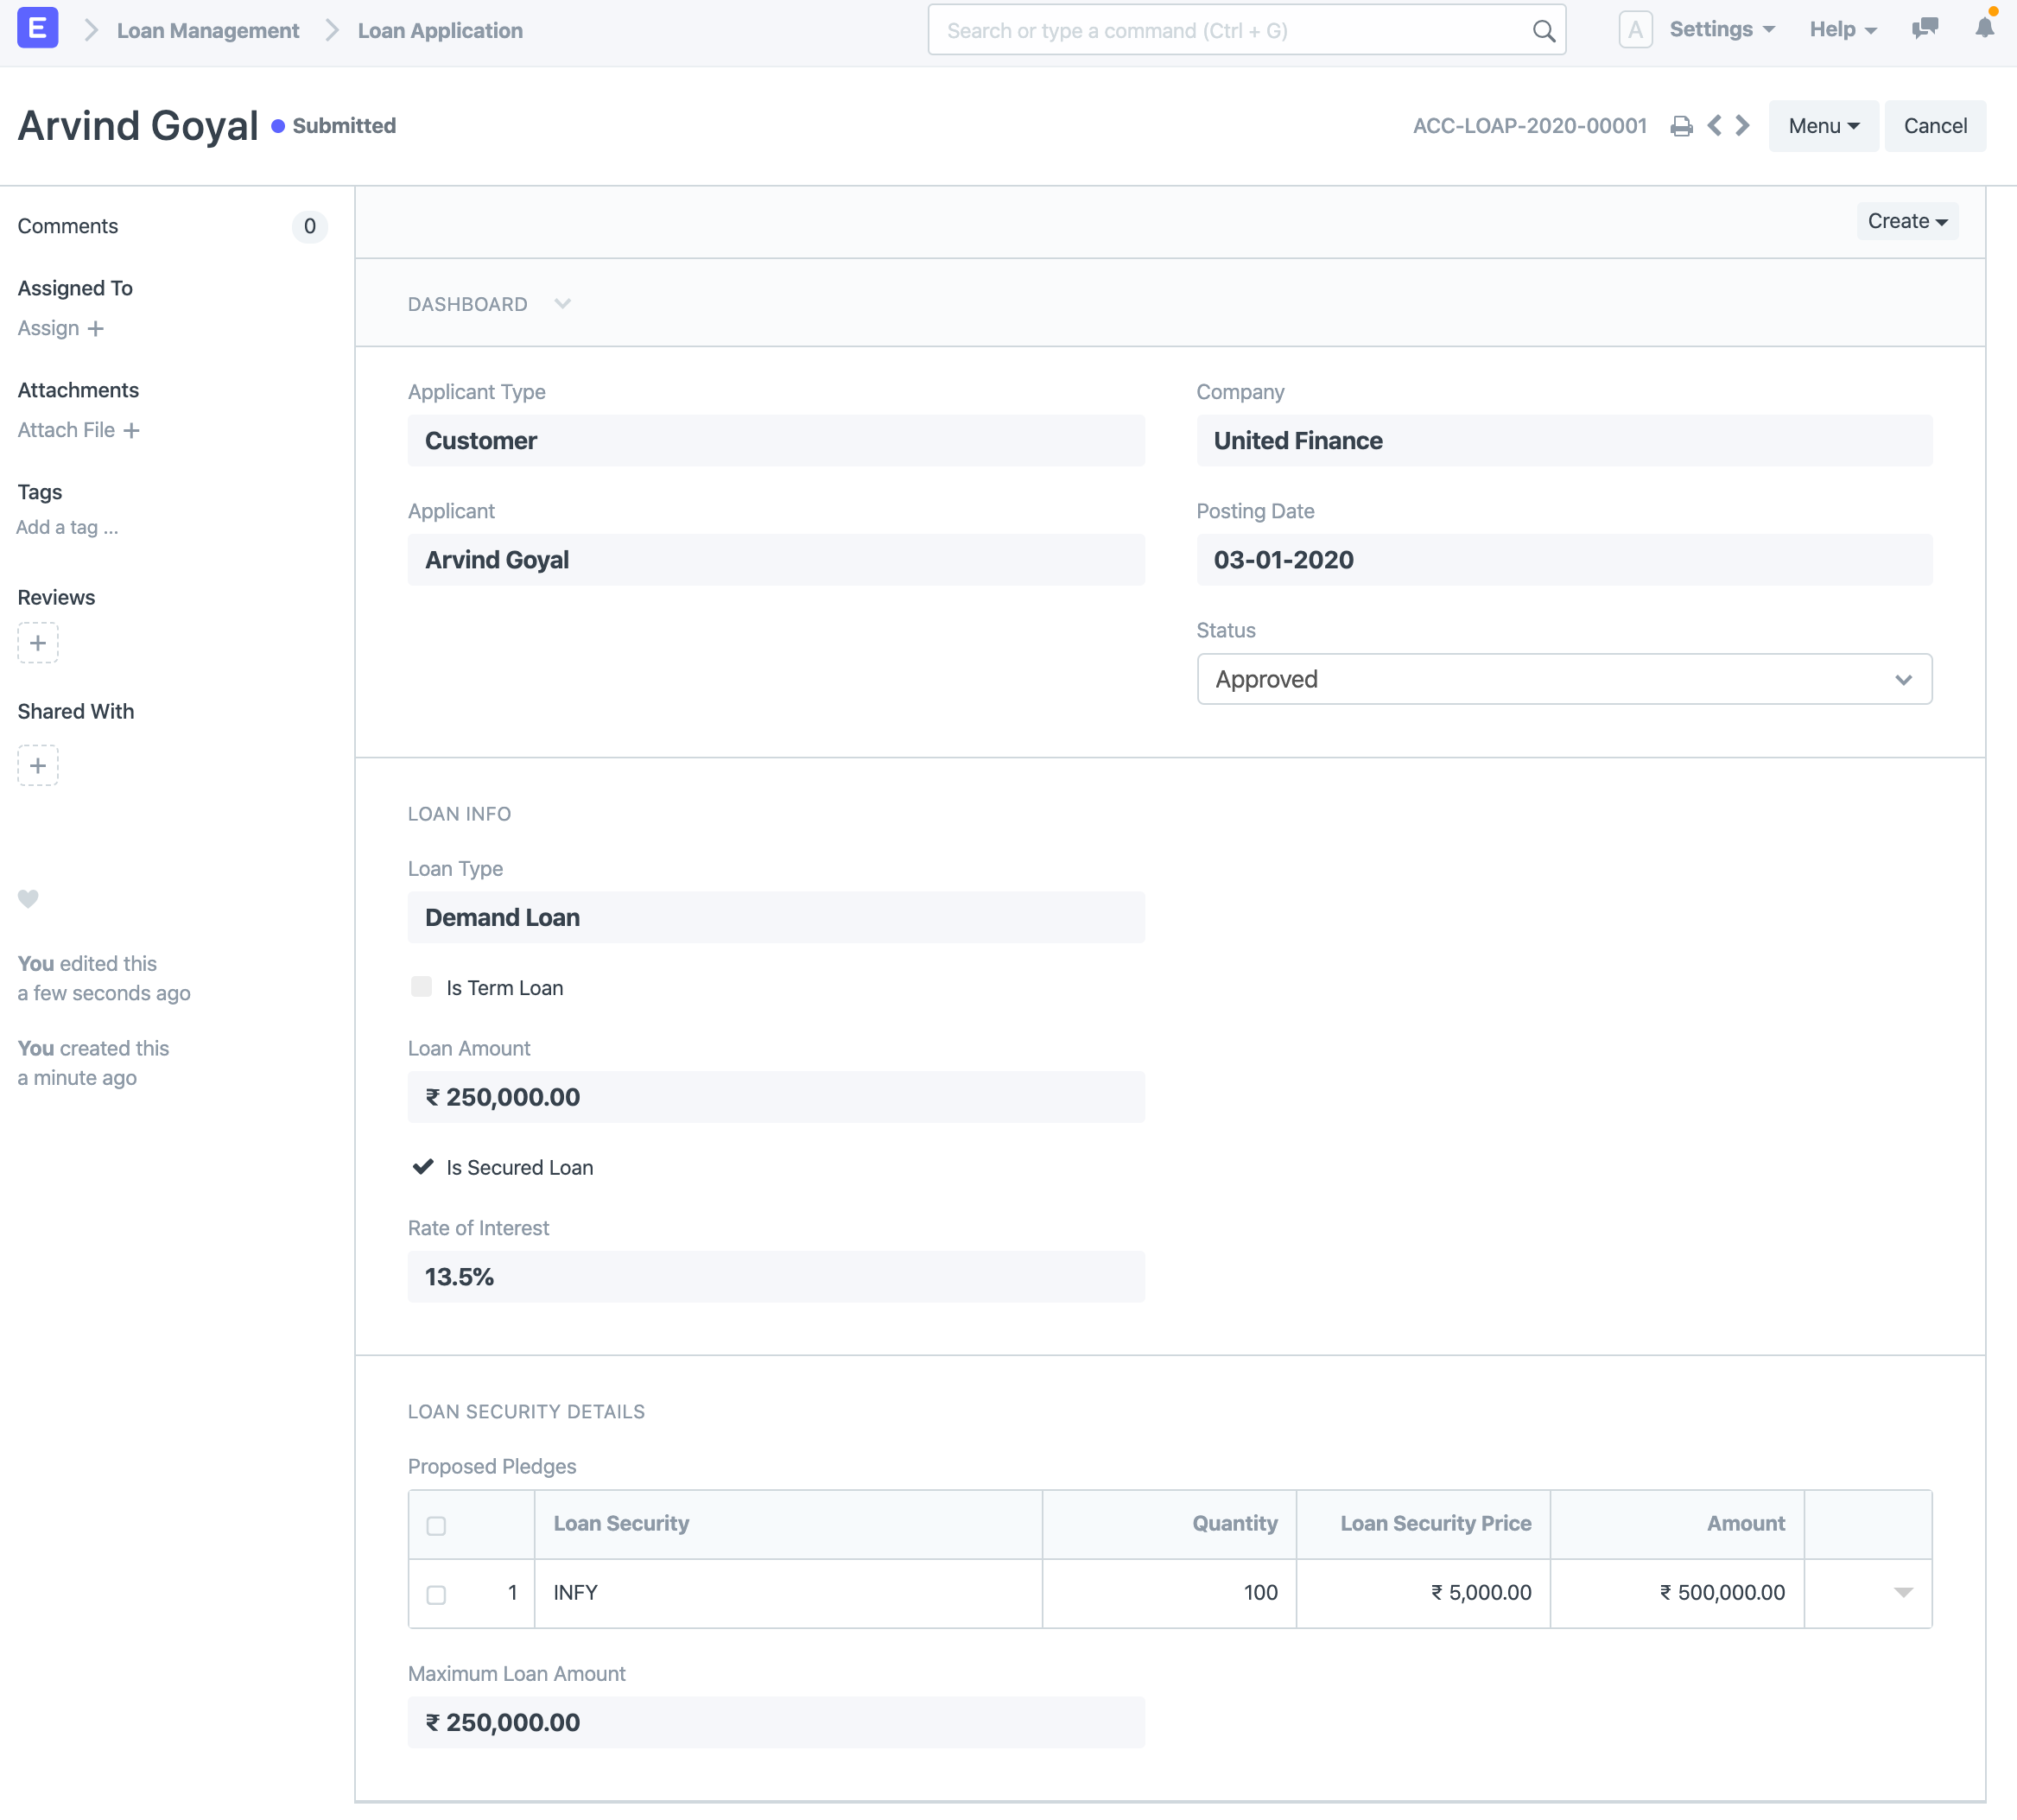 E Loan Management Loan Application Search or type a command (Ctrl + G) A Settings Help
Arvind Goyal Submitted ACC-LOAP-2020-00001 Menu Cancel
Comments 0
Assigned To
Assign +
Attachments
Attach File +
Tags
Add a tag ...
Reviews
+
Shared With
+
You edited this
a few seconds ago
You created this
a minute ago
Create
DASHBOARD
Applicant Type
Customer
Applicant
Arvind Goyal
Company
United Finance
Posting Date
03-01-2020
Status
Approved
LOAN INFO
Loan Type
Demand Loan
Is Term Loan
Loan Amount
₹ 250,000.00
Is Secured Loan
Rate of Interest
13.5%
LOAN SECURITY DETAILS
Proposed Pledges
Loan Security Quantity Loan Security Price Amount
1 INFY 100 ₹ 5,000.00 ₹ 500,000.00
Maximum Loan Amount
₹ 250,000.00